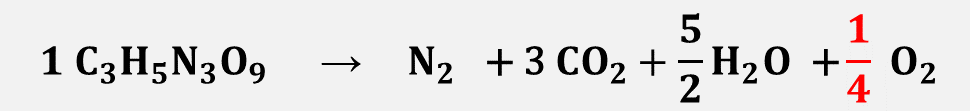 1 C₃H₅N₃O₉ → N₂ + 3 CO₂ + 5/2 H₂O + 1/4 O₂